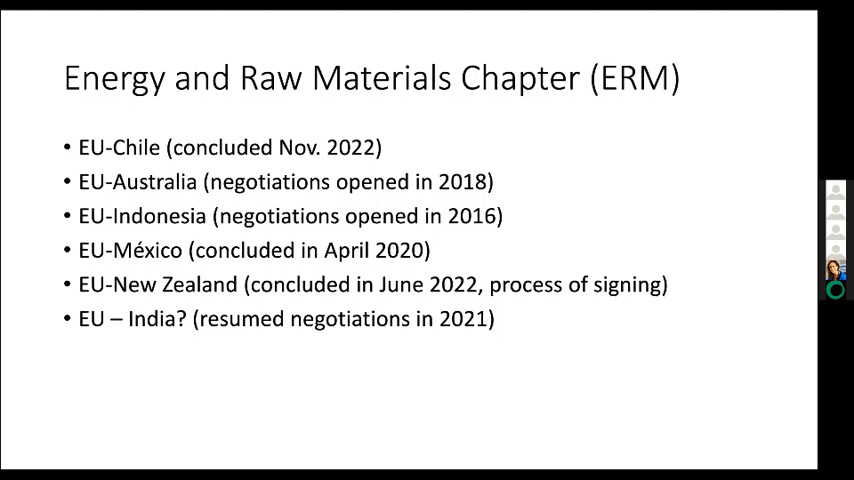 Energy and Raw Materials Chapter (ERM)
• EU-Chile (concluded Nov. 2022)
• EU-Australia (negotiations opened in 2018)
• EU-Indonesia (negotiations opened in 2016)
• EU-México (concluded in April 2020)
• EU-New Zealand (concluded in June 2022, process of signing)
• EU – India? (resumed negotiations in 2021)